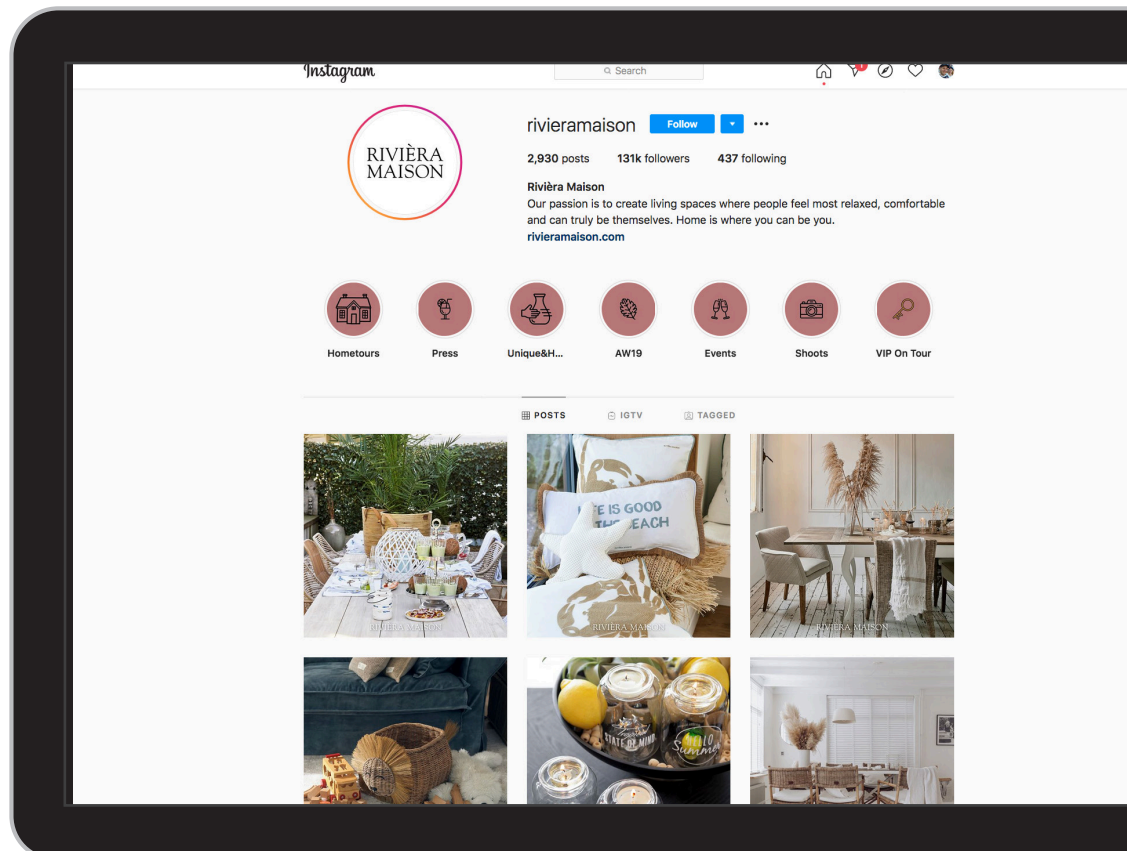 Instagram
Search
1
RIVIÈRA
MAISON
rivieramaison Follow
2,930 posts 131k followers 437 following
Rivièra Maison
Our passion is to create living spaces where people feel most relaxed, comfortable
and can truly be themselves. Home is where you can be you.
rivieramaison.com
Hometours Press Unique&H... AW19 Events Shoots VIP On Tour
POSTS IGTV TAGGED
IS GOOD
RIVIÈRA MAISON
RIVIÈRA MAISON
RIVIÈRA MAISON
STATE OF MIND
HELLO
Summer